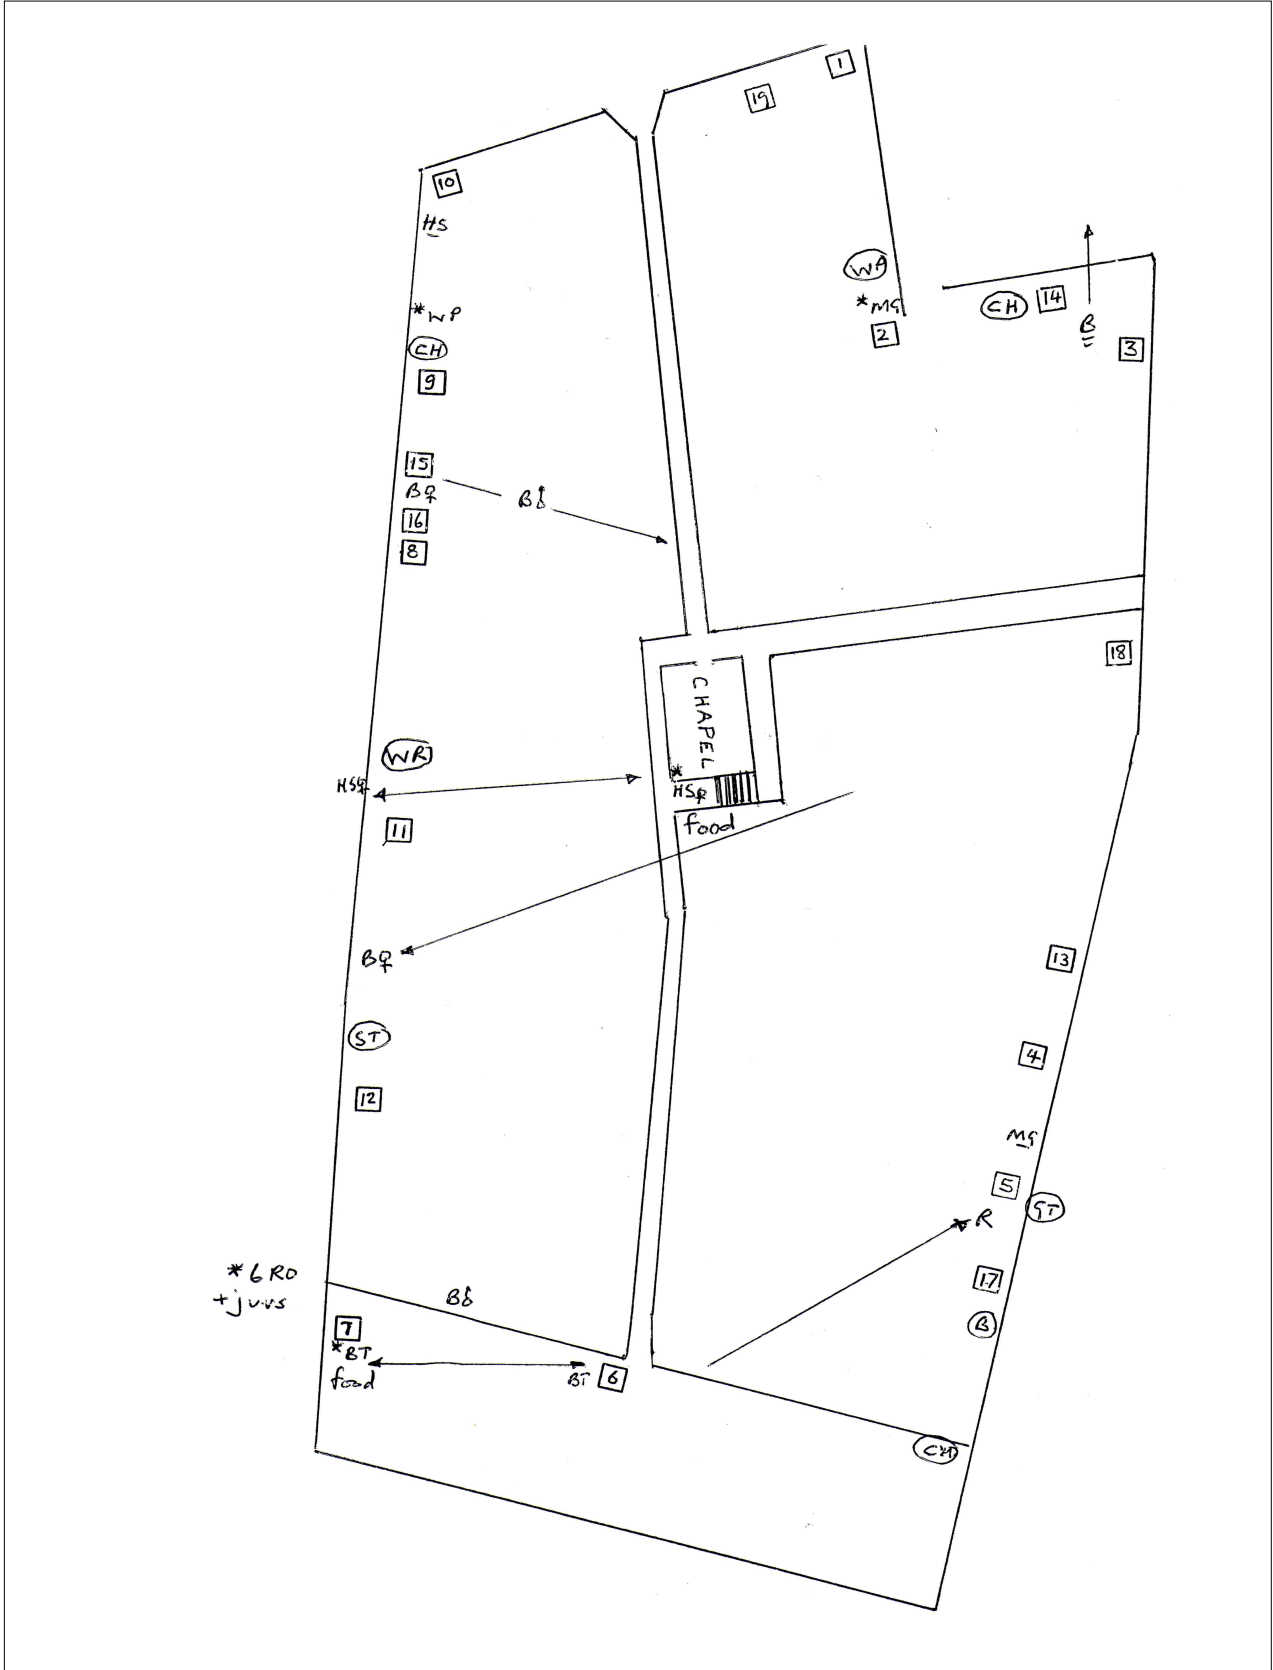 1
19
10
HS
WA
*MG
2
CH
14
B
3
*WP
CH
9
15
B♀
B♂
16
8
18
CHAPEL
WR
HS♀
*
HS♀
food
11
B♀
13
ST
4
12
MG
5
GT
R
*6 RO
+juvs
17
B♂
7
B
*BT
food
BT
6